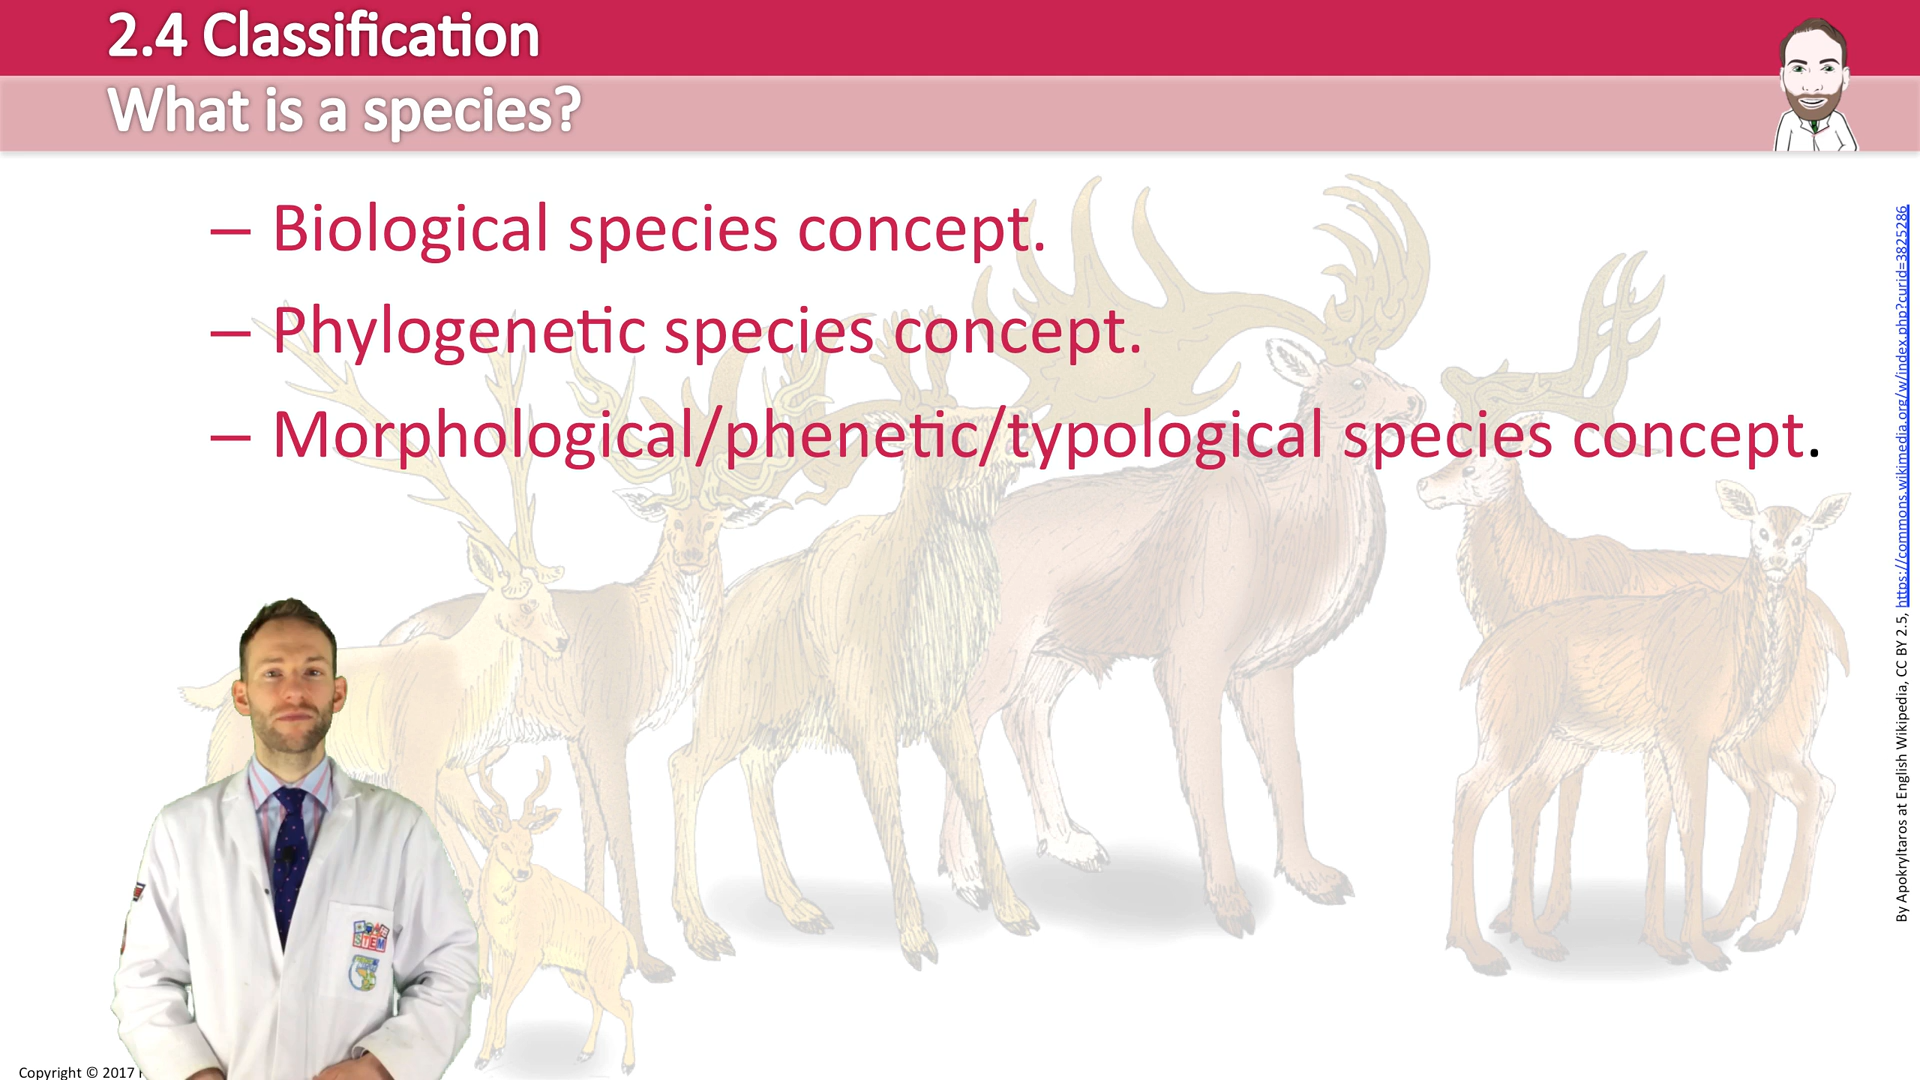 2.4 Classification
What is a species?
– Biological species concept.
– Phylogenetic species concept.
– Morphological/phenetic/typological species concept.
By Apokryltaros at English Wikipedia, CC BY 2.5, https://commons.wikimedia.org/w/index.php?curid=3825286
STEM
Copyright © 2017